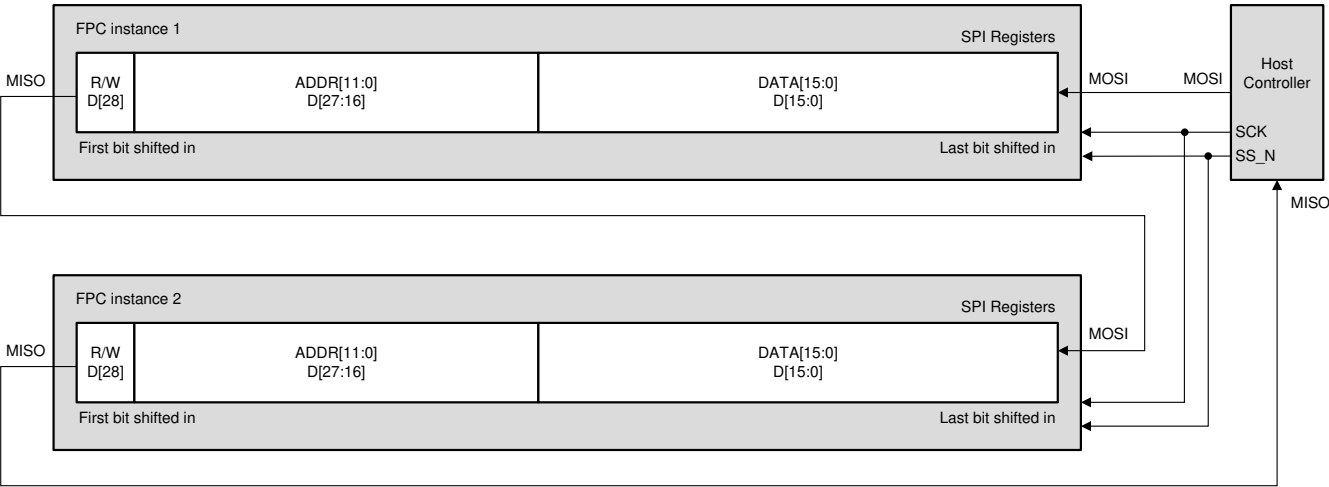 FPC instance 1
SPI Registers
MISO
R/W
D[28]
ADDR[11:0]
D[27:16]
DATA[15:0]
D[15:0]
First bit shifted in
Last bit shifted in
MOSI
MOSI
Host
Controller
SCK
SS_N
MISO
FPC instance 2
SPI Registers
MISO
R/W
D[28]
ADDR[11:0]
D[27:16]
DATA[15:0]
D[15:0]
MOSI
First bit shifted in
Last bit shifted in